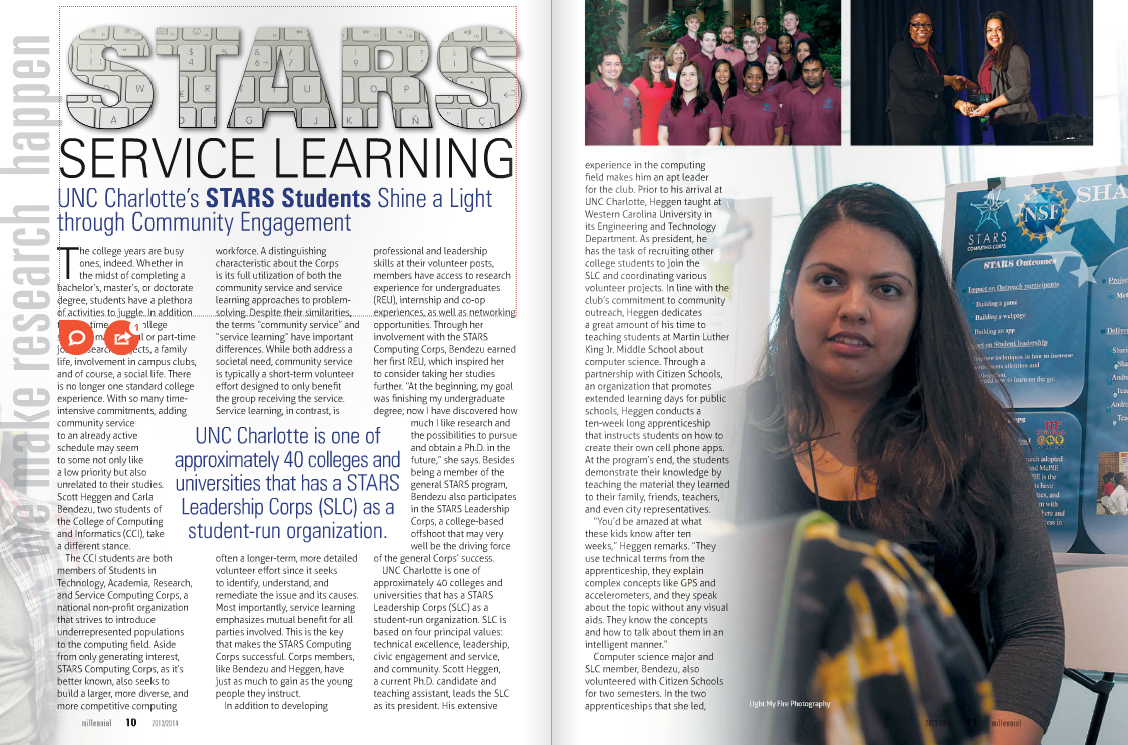 we make research happen
STARS
SERVICE LEARNING
UNC Charlotte's STARS Students Shine a Light
through Community Engagement
The college years are busy
ones, indeed. Whether in
the midst of completing a
bachelor's, master's, or doctorate
degree, students have a plethora
of activities to juggle. In addition
time college
or part-time
1
life, involvement in campus clubs,
and of course, a social life. There
is no longer one standard college
experience. With so many time-
intensive commitments, adding
community service
to an already active
schedule may seem
to some not only like
a low priority but also
unrelated to their studies.
Scott Heggen and Carla
Bendezu, two students of
the College of Computing
and Informatics (CCI), take
a different stance.
The CCI students are both
members of Students in
Technology, Academia, Research,
and Service Computing Corps, a
national non-profit organization
that strives to introduce
underrepresented populations
to the computing field. Aside
from only generating interest,
STARS Computing Corps, as it's
better known, also seeks to
build a larger, more diverse, and
more competitive computing
workforce. A distinguishing
characteristic about the Corps
is its full utilization of both the
community service and service
learning approaches to problem-
solving. Despite their similarities,
the terms "community service" and
"service learning" have important
differences. While both address a
societal need, community service
is typically a short-term volunteer
effort designed to only benefit
the group receiving the service.
Service learning, in contrast, is
UNC Charlotte is one of
approximately 40 colleges and
universities that has a STARS
Leadership Corps (SLC) as a
student-run organization.
often a longer-term, more detailed
volunteer effort since it seeks
to identify, understand, and
remediate the issue and its causes.
Most importantly, service learning
emphasizes mutual benefit for all
parties involved. This is the key
that makes the STARS Computing
Corps successful. Corps members,
like Bendezu and Heggen, have
just as much to gain as the young
people they instruct.
In addition to developing
professional and leadership
skills at their volunteer posts,
members have access to research
experience for undergraduates
(REU), internship and co-op
experiences, as well as networking
opportunities. Through her
involvement with the STARS
Computing Corps, Bendezu earned
her first REU, which inspired her
to consider taking her studies
further. "At the beginning, my goal
was finishing my undergraduate
degree; now I have discovered how
much I like research and
the possibilities to pursue
and obtain a Ph.D. in the
future," she says. Besides
being a member of the
general STARS program,
Bendezu also participates
in the STARS Leadership
Corps, a college-based
offshoot that may very
well be the driving force
of the general Corps' success.
UNC Charlotte is one of
approximately 40 colleges and
universities that has a STARS
Leadership Corps (SLC) as a
student-run organization. SLC is
based on four principal values:
technical excellence, leadership,
civic engagement and service,
and community. Scott Heggen,
a current Ph.D. candidate and
teaching assistant, leads the SLC
as its president. His extensive
millennial 10 2013/2014
experience in the computing
field makes him an apt leader
for the club. Prior to his arrival at
UNC Charlotte, Heggen taught at
Western Carolina University in
its Engineering and Technology
Department. As president, he
has the task of recruiting other
college students to join the
SLC and coordinating various
volunteer projects. In line with the
club's commitment to community
outreach, Heggen dedicates
a great amount of his time to
teaching students at Martin Luther
King Jr. Middle School about
computer science. Through a
partnership with Citizen Schools,
an organization that promotes
extended learning days for public
schools, Heggen conducts a
ten-week long apprenticeship
that instructs students on how to
create their own cell phone apps.
At the program's end, the students
demonstrate their knowledge by
teaching the material they learned
to their family, friends, teachers,
and even city representatives.
"You'd be amazed at what
these kids know after ten
weeks," Heggen remarks. "They
use technical terms from the
apprenticeship, they explain
complex concepts like GPS and
accelerometers, and they speak
about the topic without any visual
aids. They know the concepts
and how to talk about them in an
intelligent manner."
Computer science major and
SLC member, Bendezu, also
volunteered with Citizen Schools
for two semesters. In the two
apprenticeships that she led,
STARS
COMPUTING CORPS
NSF
SHA
STARS Outcomes
Impact on Outreach participants
Building a game
Building a webpage
Building an app
Light My Fire Photography
2013/2014 11 millennial